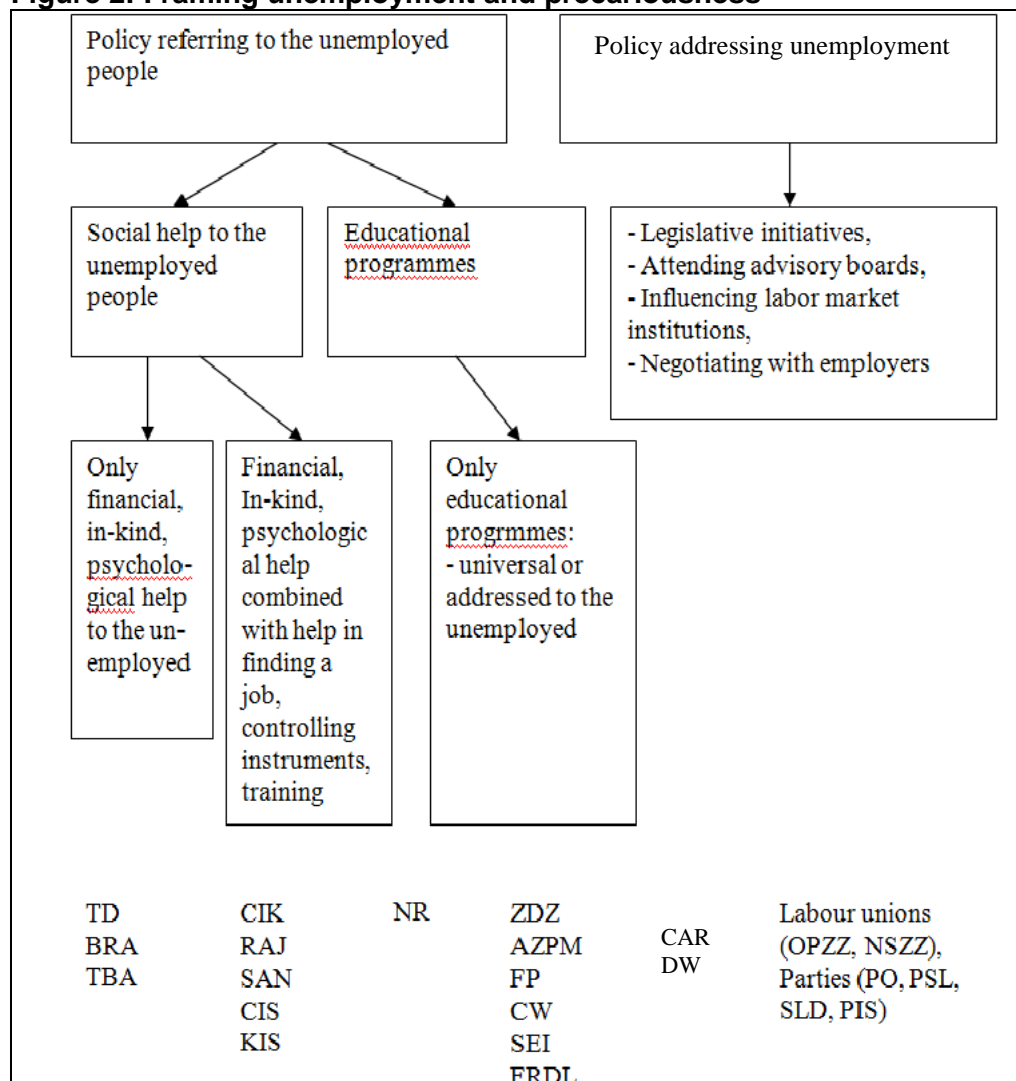 Figure 2. Framing unemployment and precariousness
Policy referring to the unemployed
people
Policy addressing unemployment
Social help to the
unemployed
people
Educational
programmes
- Legislative initiatives,
- Attending advisory boards,
- Influencing labor market
institutions,
- Negotiating with employers
Only
financial,
in-kind,
psycholo-
gical help
to the un-
employed
Financial,
In-kind,
psychologic
al help
combined
with help in
finding a
job,
controlling
instruments,
training
Only
educational
progrmmes:
- universal or
addressed to the
unemployed
TD
BRA
TBA
CIK
RAJ
SAN
CIS
KIS
NR
ZDZ
AZPM
FP
CW
SEI
FRDL
CAR
DW
Labour unions
(OPZZ, NSZZ),
Parties (PO, PSL,
SLD, PIS)